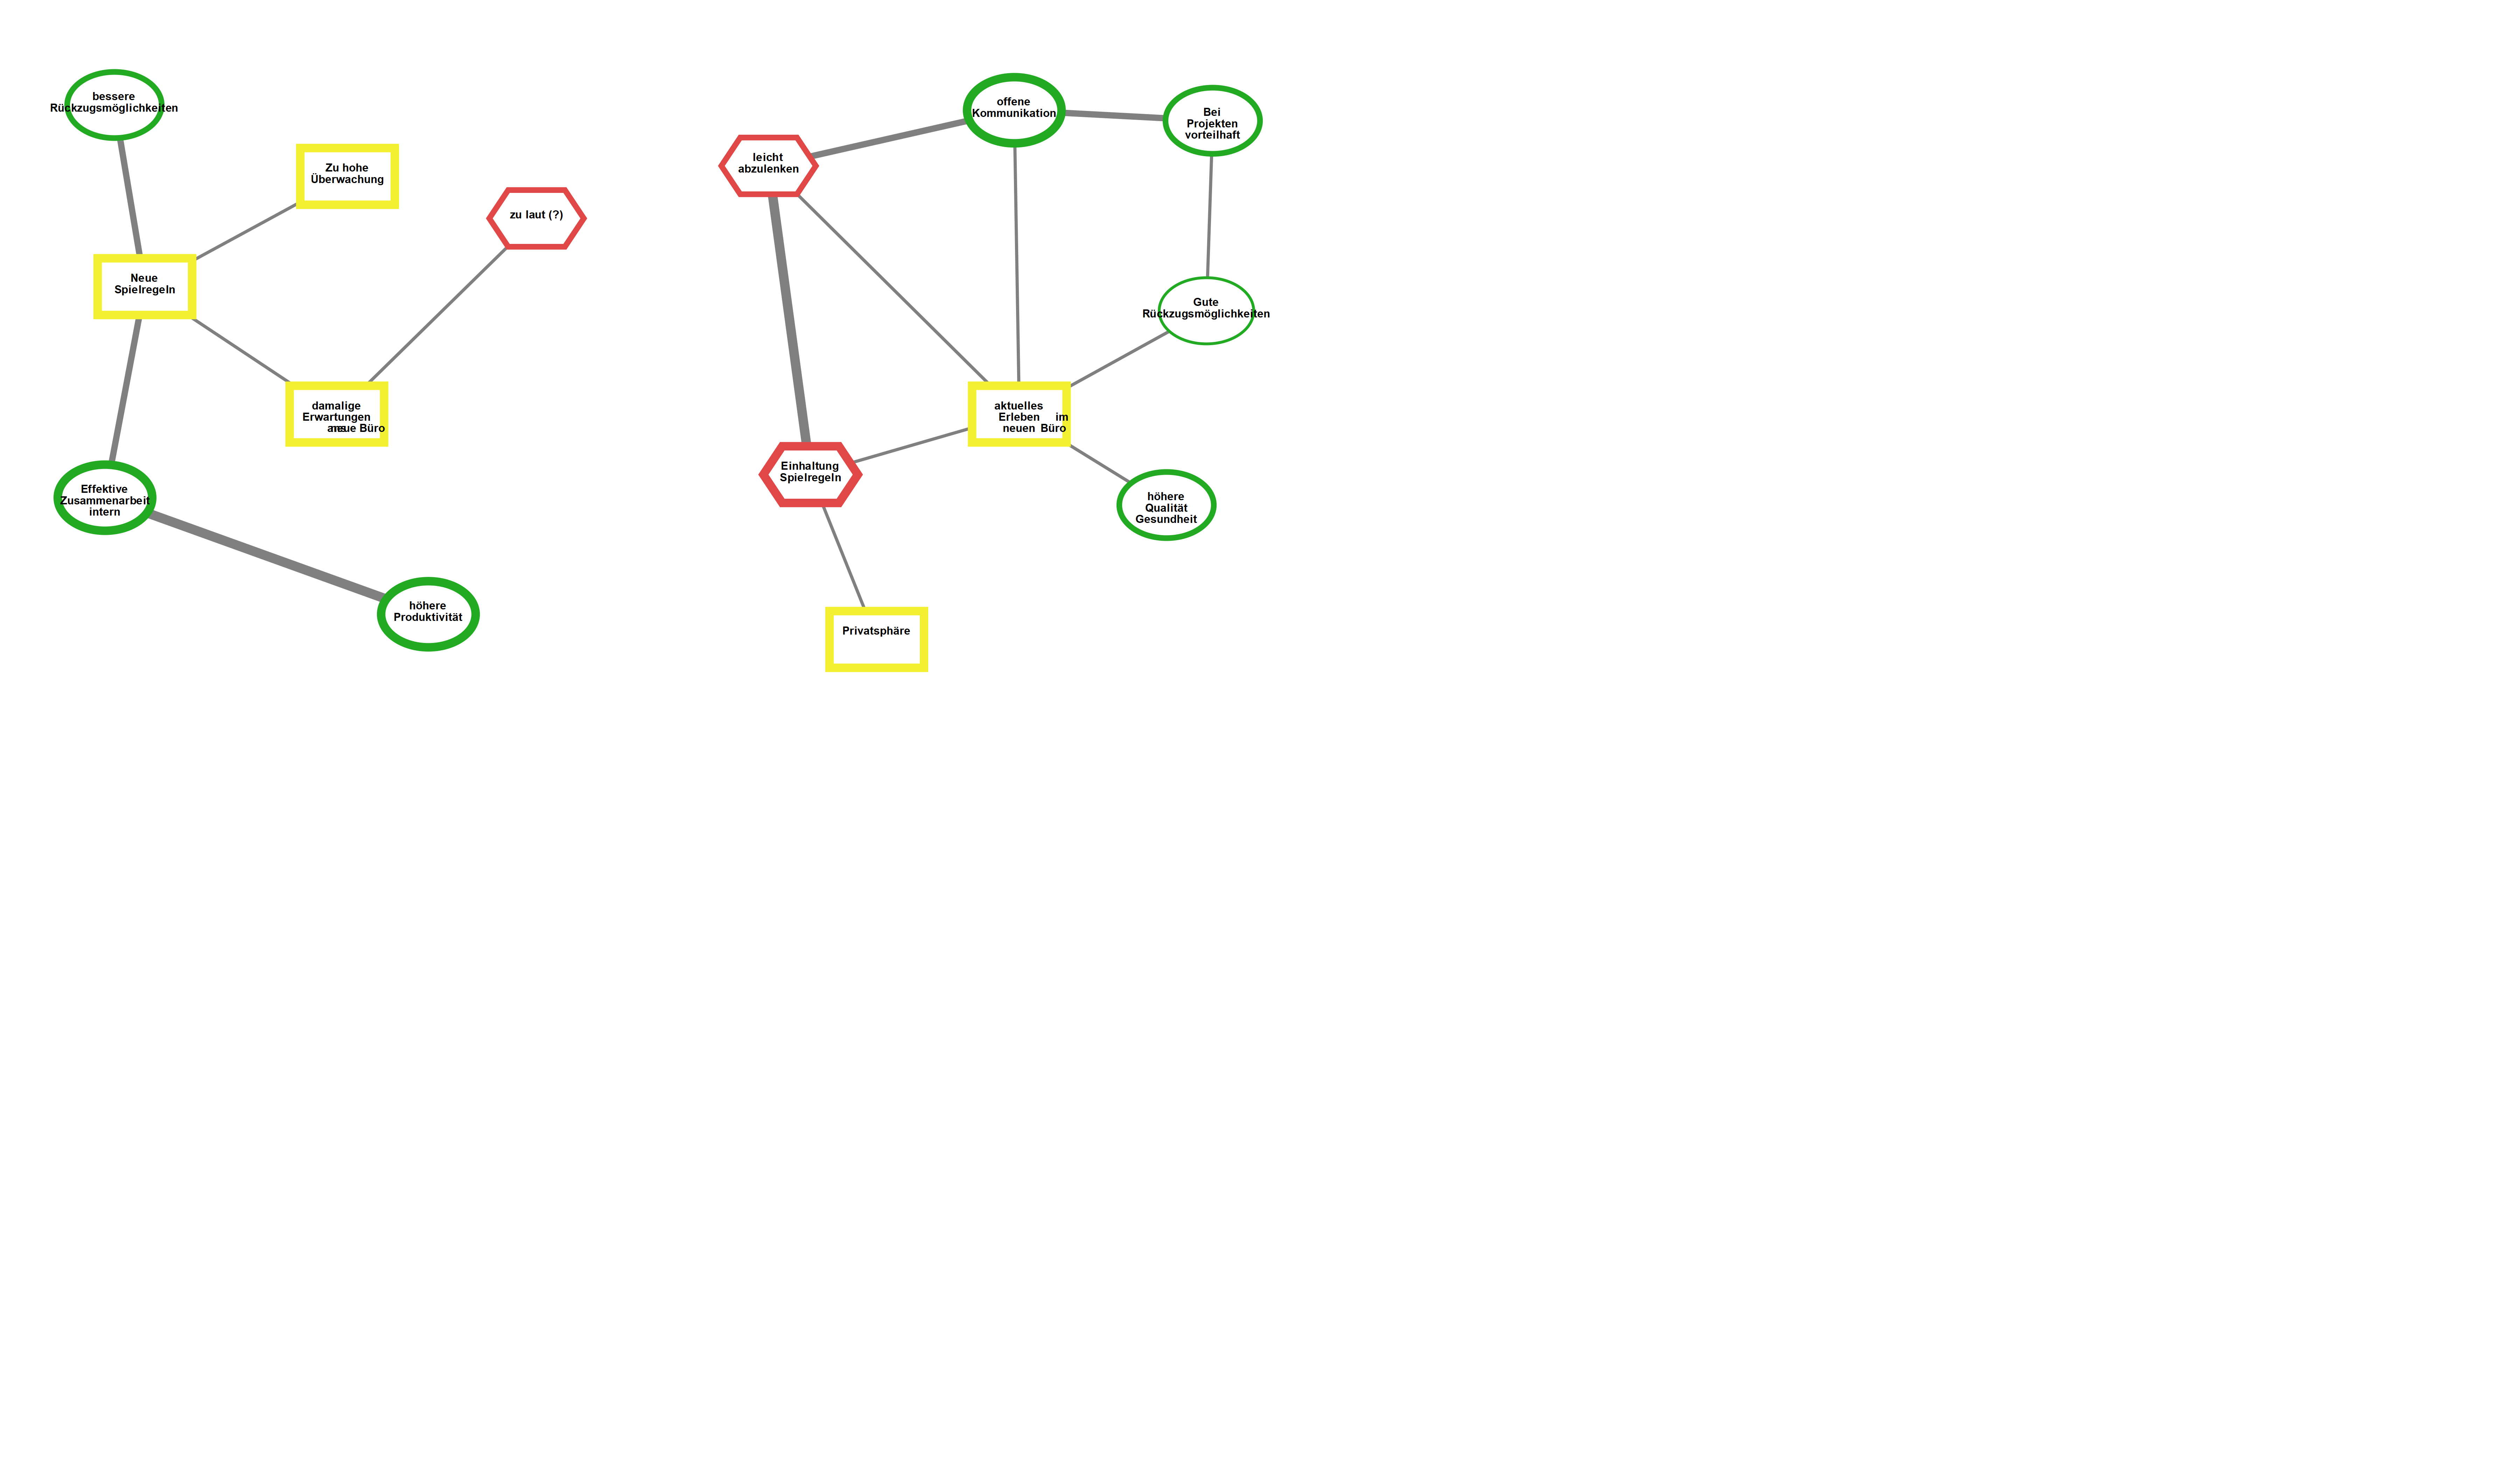 bessere
Rückzugsmöglichkeiten
Zu hohe
Überwachung
zu laut (?)
Neue
Spielregeln
damalige
Erwartungen
ans neue Büro
Effektive
Zusammenarbeit
intern
höhere
Produktivität
offene
Kommunikation
Bei
Projekten
vorteilhaft
leicht
abzulenken
Gute
Rückzugsmöglichkeiten
aktuelles
Erleben im
neuen Büro
Einhaltung
Spielregeln
höhere
Qualität
Gesundheit
Privatsphäre